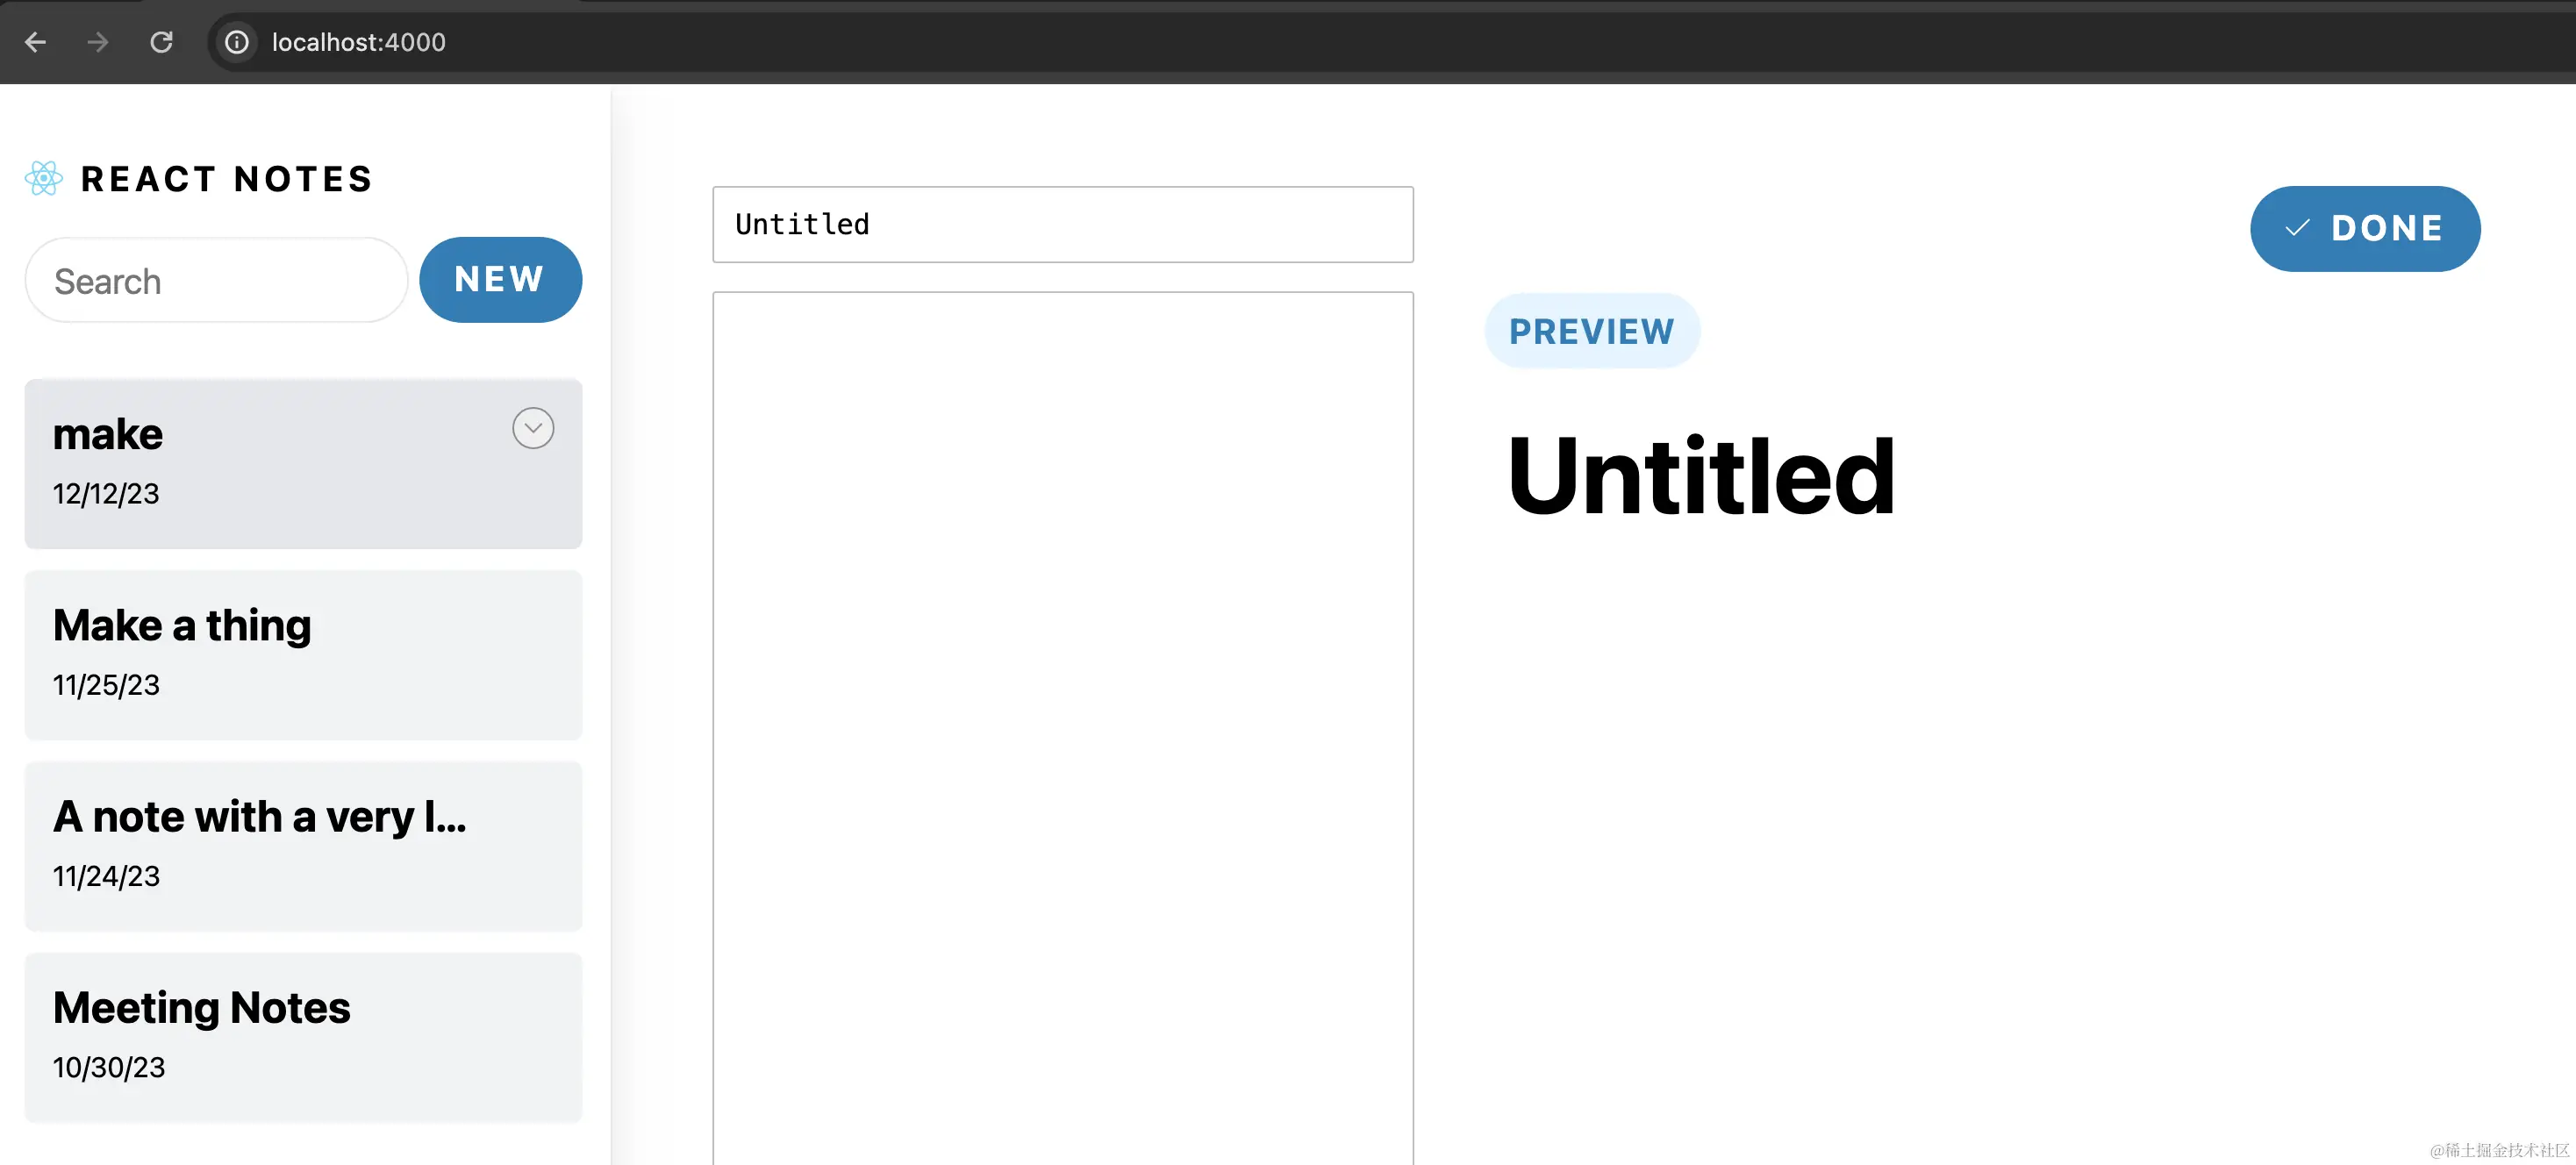 localhost:4000
REACT NOTES
Search
NEW
make
12/12/23
Make a thing
11/25/23
A note with a very l...
11/24/23
Meeting Notes
10/30/23
Untitled
DONE
PREVIEW
Untitled
@稀土掘金技术社区